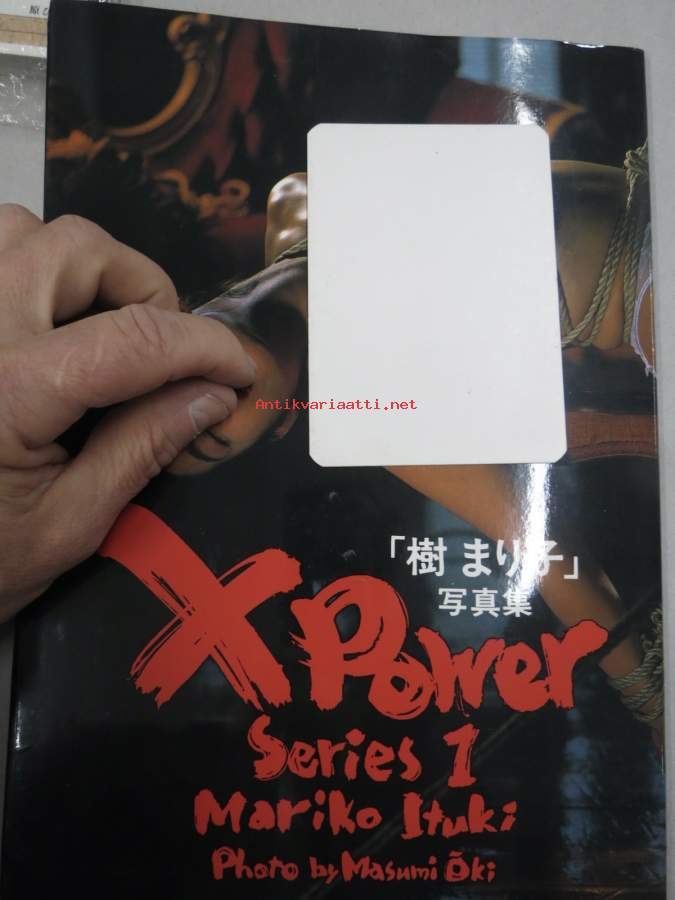 Antikvariaatti.net
「樹 まり子」
写真集
X Power
Series 1
Mariko Ituki
Photo by Masumi Ōki